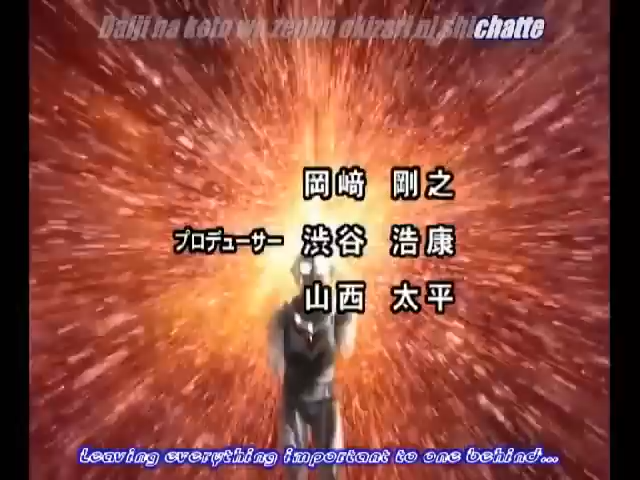 Daiji na koto wa zenbu okizari ni shichatte
岡﨑 剛之
プロデューサー 渋谷 浩康
山西 太平
Leaving everything important to one behind...